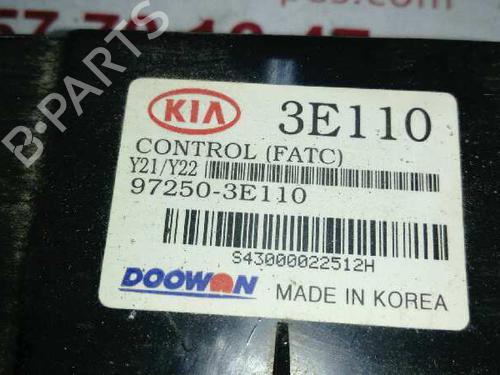 KIA 3E110
CONTROL (FATC)
Y21/Y22
97250-3E110
S43000022512H
DOOWON MADE IN KOREA
B-PARTS